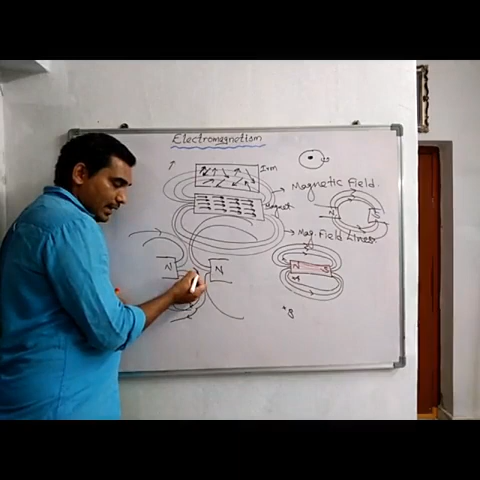 Electromagnetism
Iron
Magnetic Field.
Magnet
N S
Mag. Field Lines
N S
N N